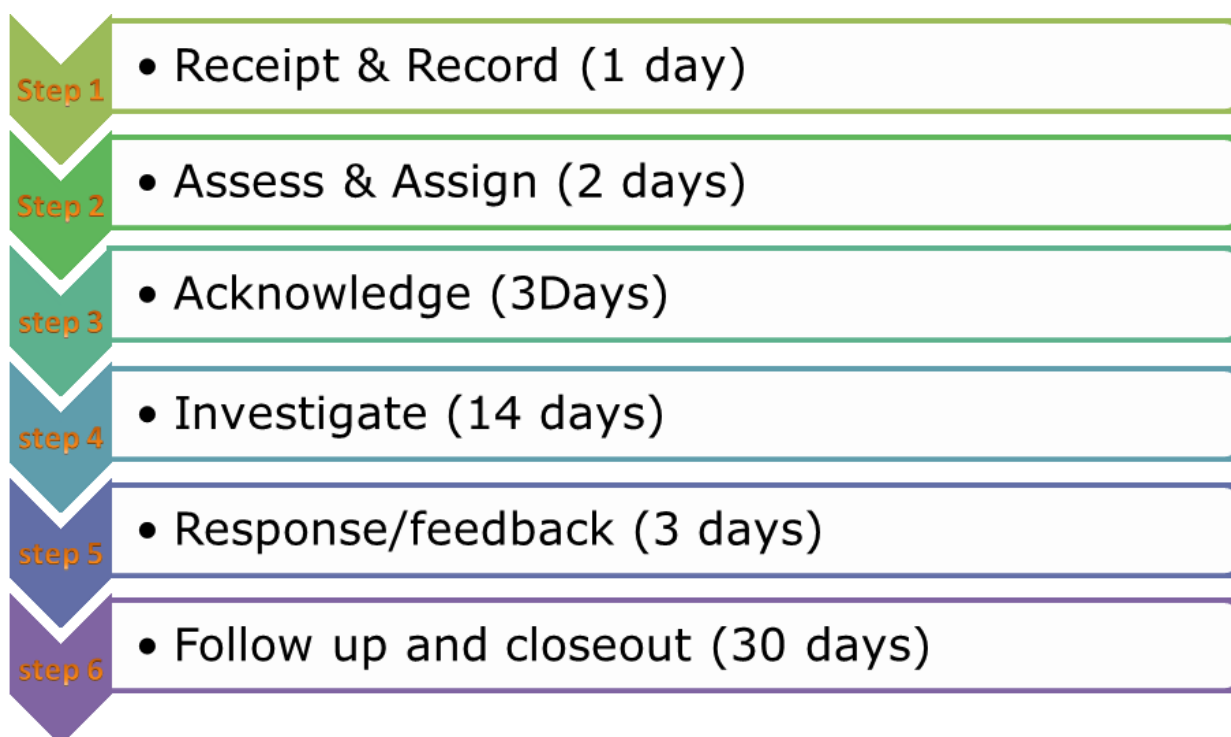 Step 1
• Receipt & Record (1 day)
Step 2
• Assess & Assign (2 days)
step 3
• Acknowledge (3Days)
step 4
• Investigate (14 days)
step 5
• Response/feedback (3 days)
step 6
• Follow up and closeout (30 days)